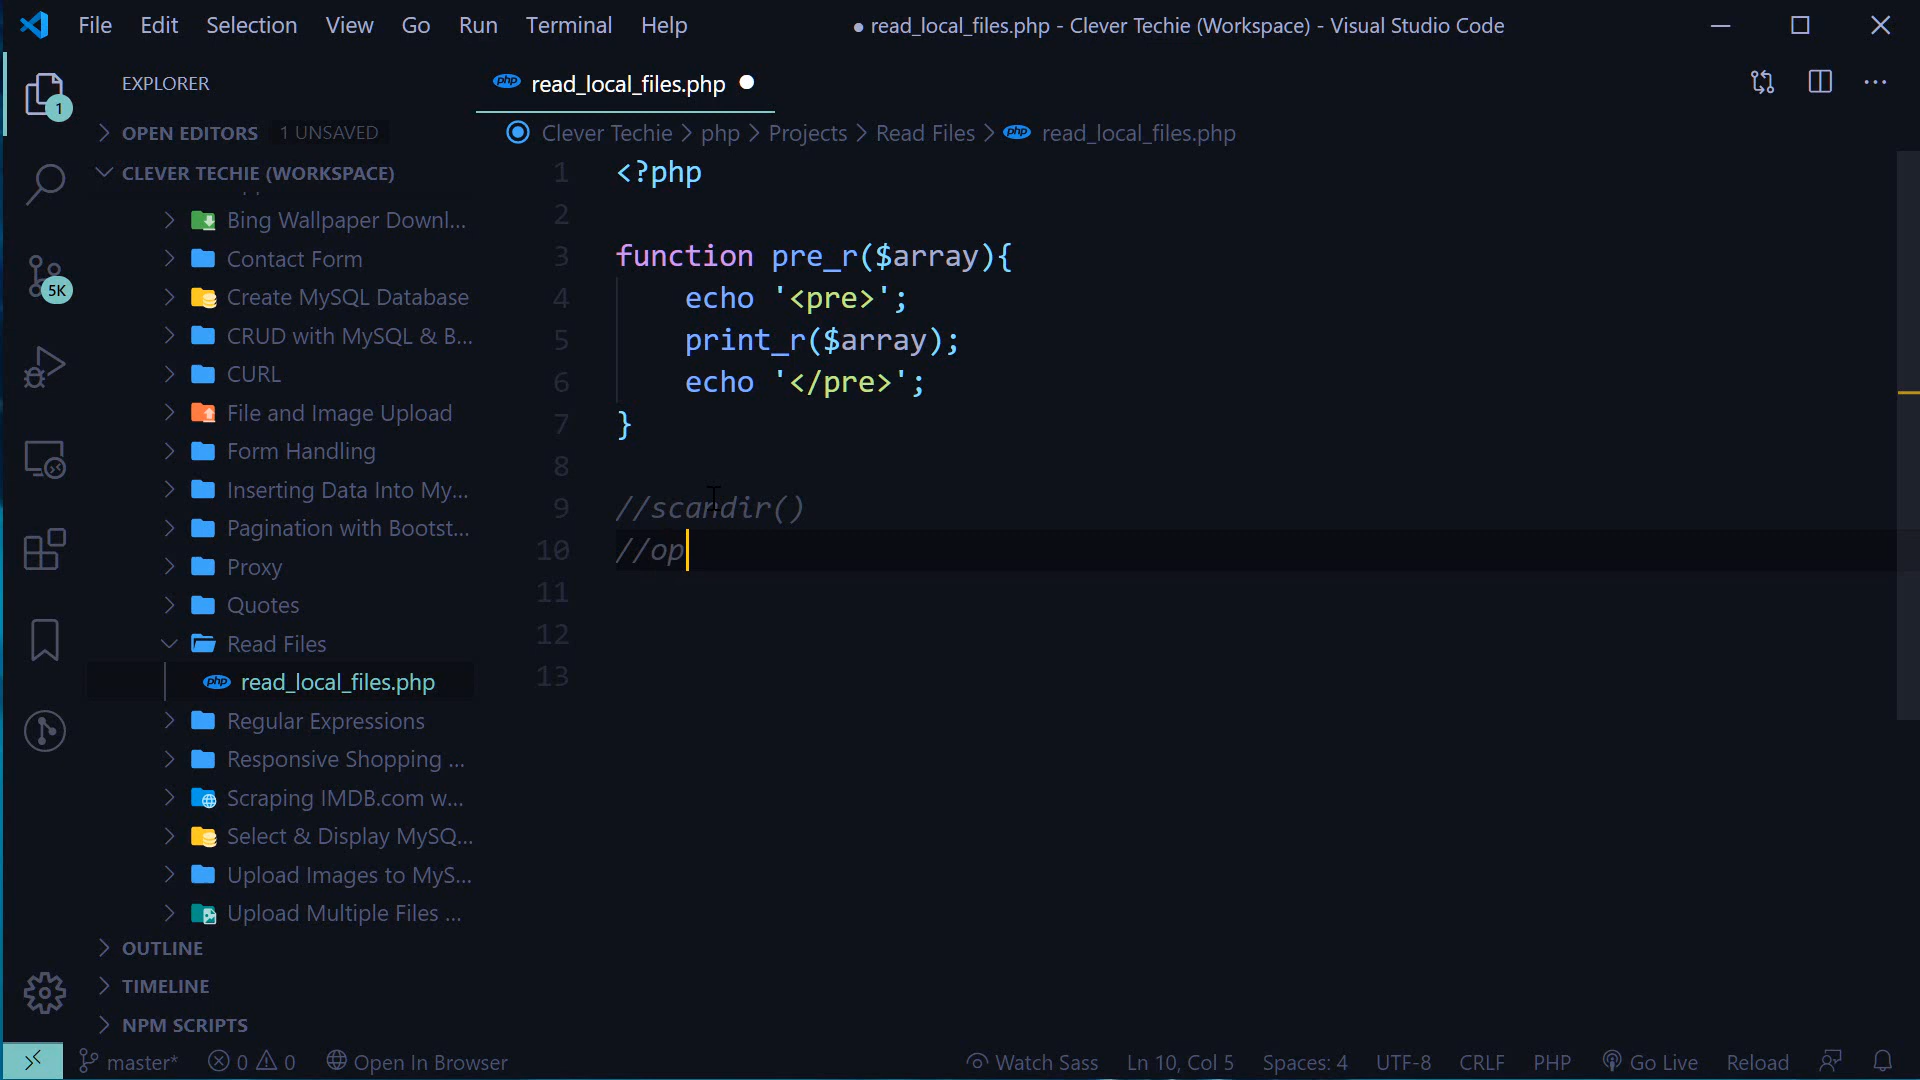 File Edit Selection View Go Run Terminal Help
● read_local_files.php - Clever Techie (Workspace) - Visual Studio Code
EXPLORER
1
php read_local_files.php
OPEN EDITORS 1 UNSAVED
Clever Techie > php > Projects > Read Files > php read_local_files.php
CLEVER TECHIE (WORKSPACE)
Bing Wallpaper Downl...
Contact Form
Create MySQL Database
CRUD with MySQL & B...
CURL
File and Image Upload
Form Handling
Inserting Data Into My...
Pagination with Bootst...
Proxy
Quotes
Read Files
php read_local_files.php
Regular Expressions
Responsive Shopping ...
Scraping IMDB.com w...
Select & Display MySQ...
Upload Images to MyS...
Upload Multiple Files ...
OUTLINE
TIMELINE
NPM SCRIPTS
5K
1 <?php
2
3 function pre_r($array){
4     echo '<pre>';
5     print_r($array);
6     echo '</pre>';
7 }
8
9 //scandir()
10 //op
11
12
13
master* 0 0 Open In Browser
Watch Sass Ln 10, Col 5 Spaces: 4 UTF-8 CRLF PHP Go Live Reload